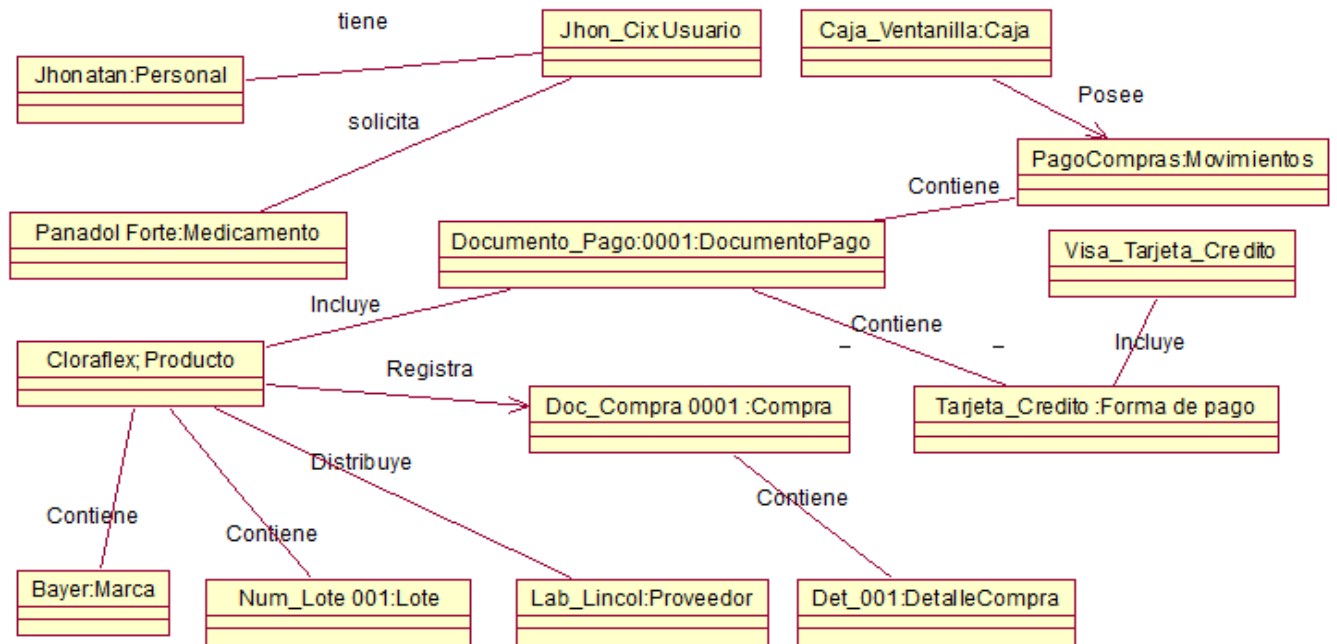 tiene
Jhon_Cix Usuario
Caja_Ventanilla:Caja
Jhonatan:Personal
Posee
solicita
PagoCompras:Movimientos
Contiene
Panadol Forte:Medicamento
Documento_Pago:0001:DocumentoPago
Visa_Tarjeta_Credito
Incluye
Contiene
Incluye
Cloraflex; Producto
Registra
Doc_Compra 0001 :Compra
Tarjeta_Credito :Forma de pago
Distribuye
Contiene
Contiene
Contiene
Bayer:Marca
Num_Lote 001:Lote
Lab_Lincol:Proveedor
Det_001:DetalleCompra